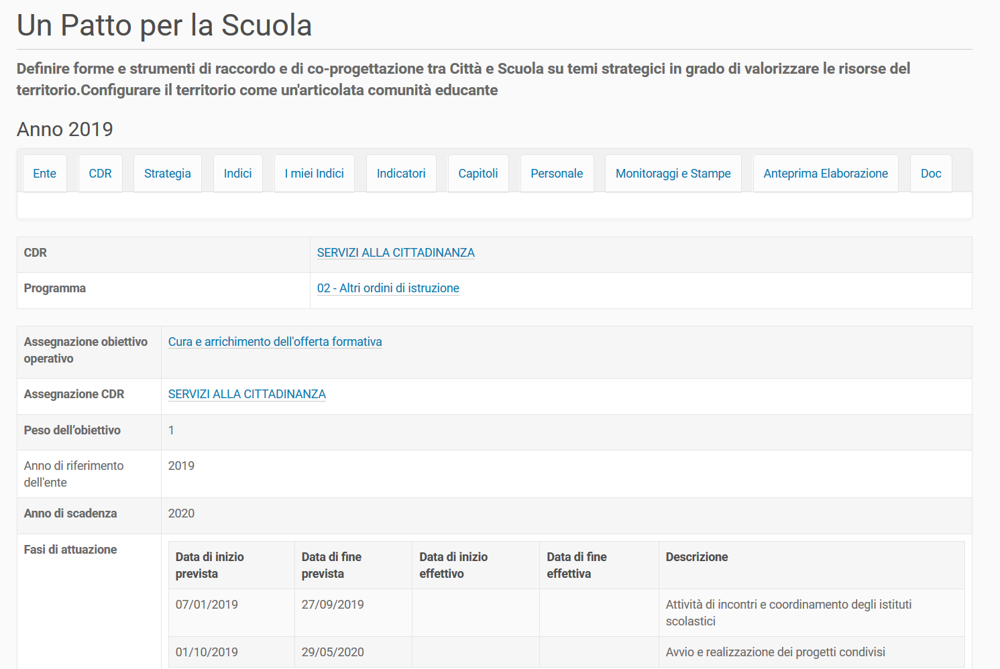 Un Patto per la Scuola
Definire forme e strumenti di raccordo e di co-progettazione tra Città e Scuola su temi strategici in grado di valorizzare le risorse del
territorio.Configurare il territorio come un'articolata comunità educante
Anno 2019
Ente CDR Strategia Indici I miei Indici Indicatori Capitoli Personale Monitoraggi e Stampe Anteprima Elaborazione Doc
CDR SERVIZI ALLA CITTADINANZA
Programma 02 - Altri ordini di istruzione
Assegnazione obiettivo
operativo
Cura e arrichimento dell'offerta formativa
Assegnazione CDR SERVIZI ALLA CITTADINANZA
Peso dell'obiettivo 1
Anno di riferimento
dell'ente
2019
Anno di scadenza 2020
Fasi di attuazione
Data di inizio
prevista
Data di fine
prevista
Data di inizio
effettivo
Data di fine
effettiva
Descrizione
07/01/2019 27/09/2019 Attività di incontri e coordinamento degli istituti
scolastici
01/10/2019 29/05/2020 Avvio e realizzazione dei progetti condivisi